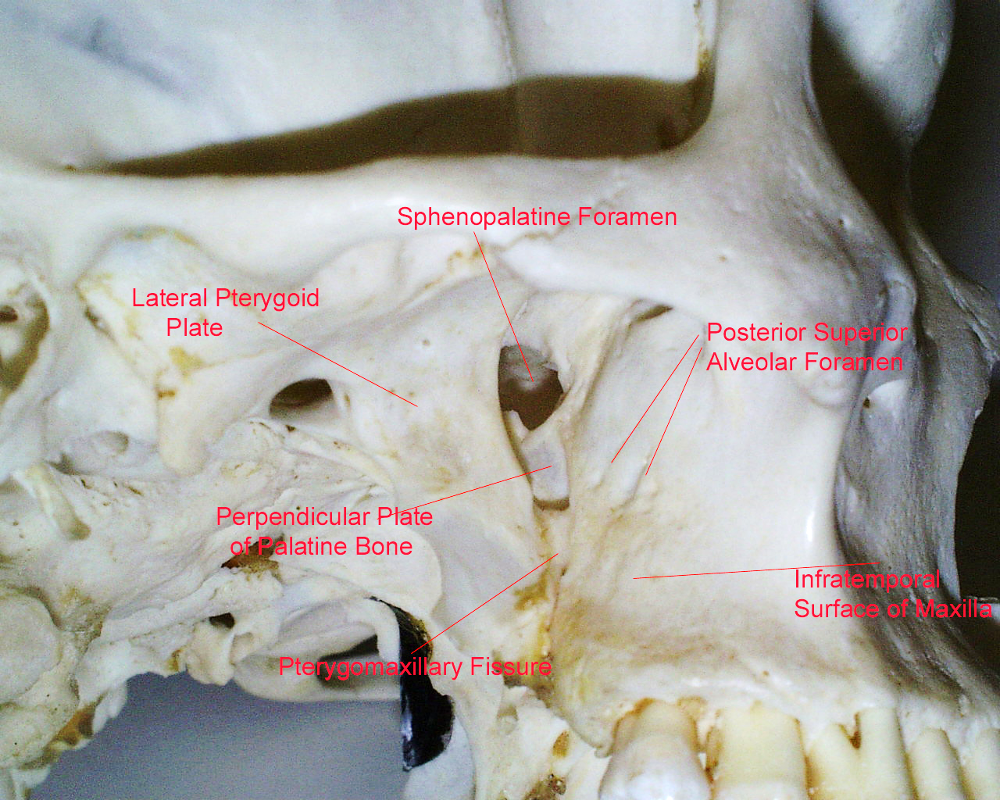 Sphenopalatine Foramen
Lateral Pterygoid
Plate
Posterior Superior
Alveolar Foramen
Perpendicular Plate
of Palatine Bone
Infratemporal
Surface of Maxilla
Pterygomaxillary Fissure